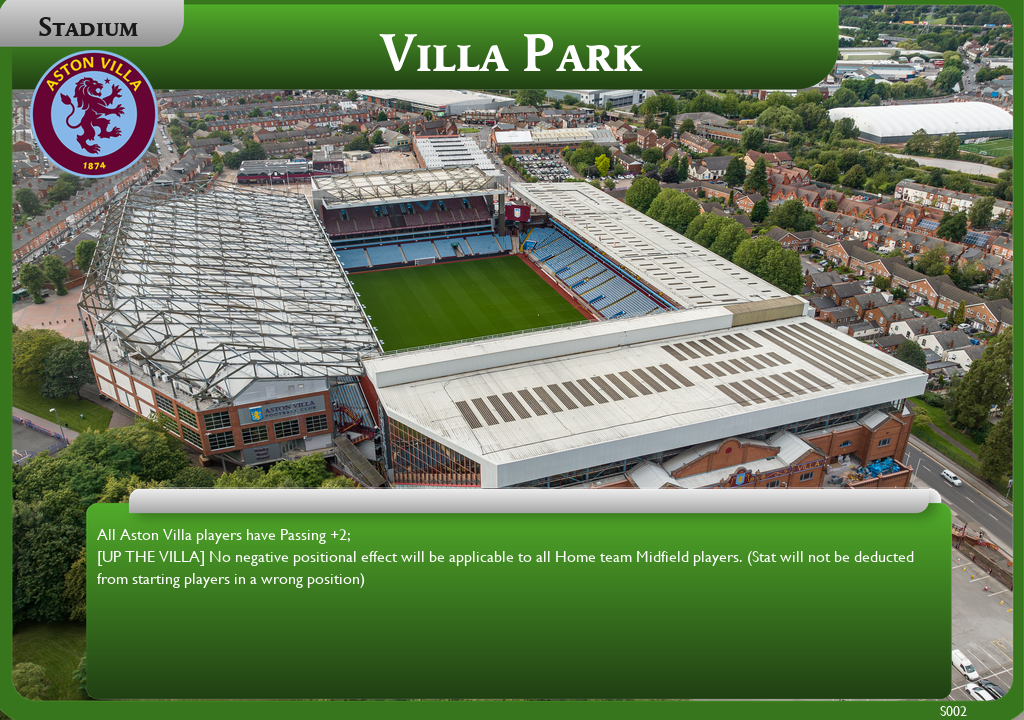 STADIUM
VILLA PARK
ASTON VILLA
1874
ASTON VILLA
FOOTBALL CLUB
All Aston Villa players have Passing +2;
[UP THE VILLA] No negative positional effect will be applicable to all Home team Midfield players. (Stat will not be deducted
from starting players in a wrong position)
S002